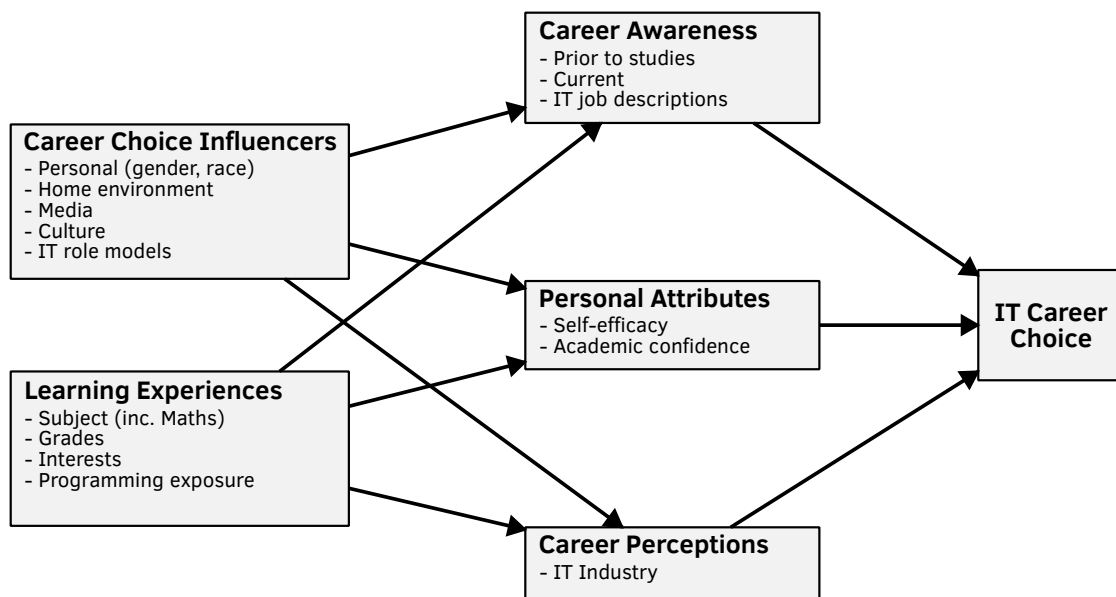 Career Awareness
- Prior to studies
- Current
- IT job descriptions
Career Choice Influencers
- Personal (gender, race)
- Home environment
- Media
- Culture
- IT role models
Personal Attributes
- Self-efficacy
- Academic confidence
IT Career
Choice
Learning Experiences
- Subject (inc. Maths)
- Grades
- Interests
- Programming exposure
Career Perceptions
- IT Industry